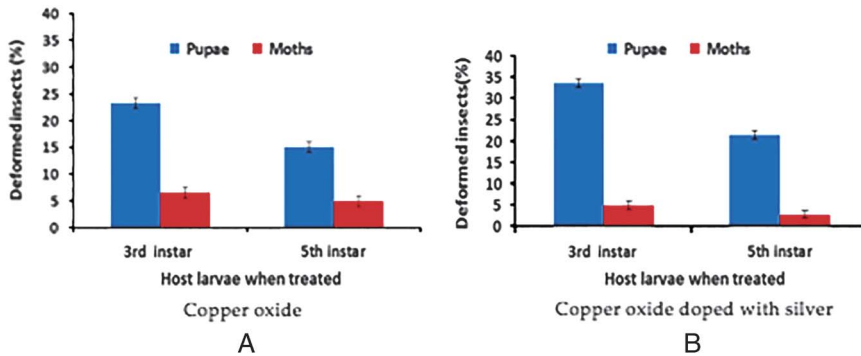 Deformed insects (%)
40
35
30
25
20
15
10
5
0
Pupae Moths
3rd instar 5th instar
Host larvae when treated
Copper oxide
A
Deformed insects(%)
40
35
30
25
20
15
10
5
0
Pupae Moths
3rd instar 5th instar
Host larvae when treated
Copper oxide doped with silver
B